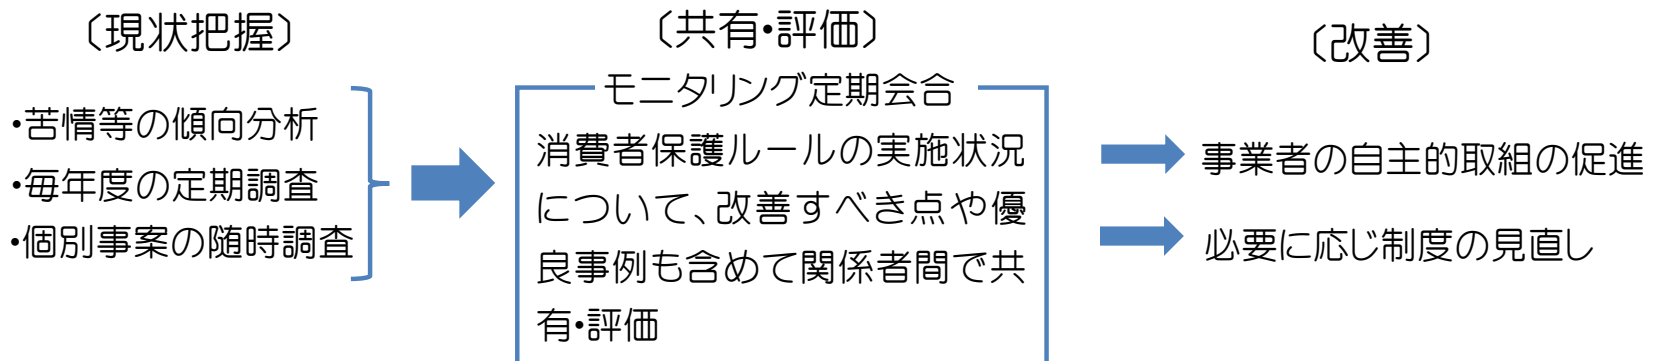 〔現状把握〕
•苦情等の傾向分析
•毎年度の定期調査
•個別事案の随時調査
〔共有•評価〕
モニタリング定期会合
消費者保護ルールの実施状況
について、改善すべき点や優
良事例も含めて関係者間で共
有•評価
〔改善〕
事業者の自主的取組の促進
必要に応じ制度の見直し